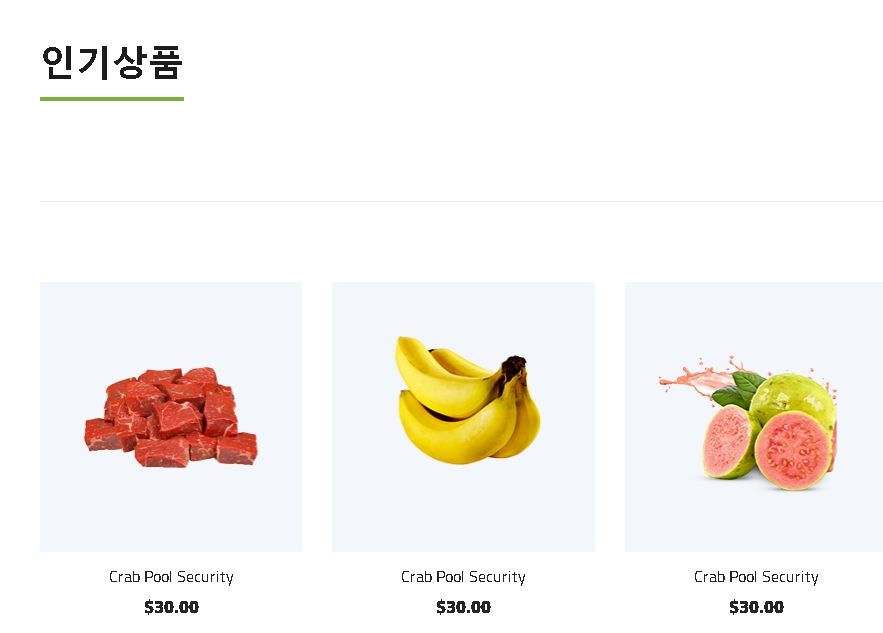 인기상품
Crab Pool Security
Crab Pool Security
Crab Pool Security
$30.00
$30.00
$30.00